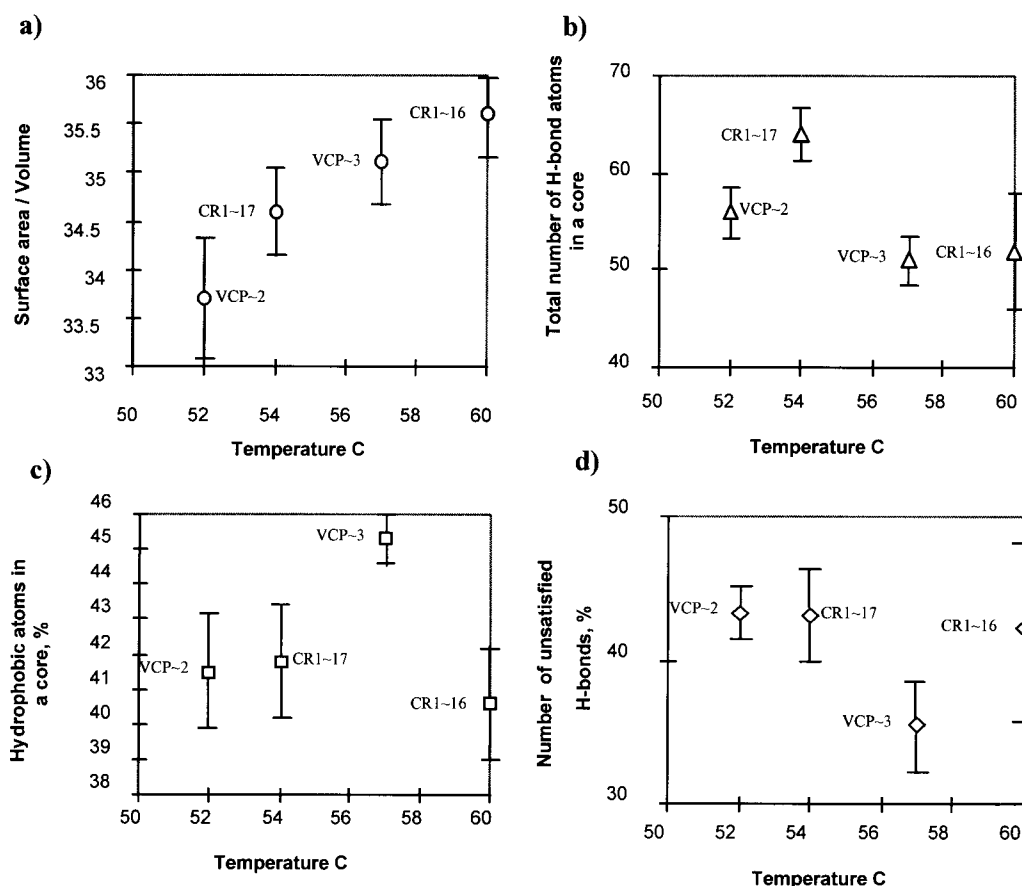 a)
Surface area / Volume
36
35.5
35
34.5
34
33.5
33
CR1~16
VCP~3
CR1~17
VCP~2
50
52
54
56
58
60
Temperature C
b)
Total number of H-bond atoms
in a core
70
60
50
40
CR1~17
VCP~2
VCP~3
CR1~16
50
52
54
56
58
60
Temperature C
c)
Hydrophobic atoms in
a core, %
46
45
43
42
41
40
39
38
VCP~3
VCP~2
CR1~17
CR1~16
50
52
54
56
58
60
Temperature C
d)
Number of unsatisfied
H-bonds, %
50
40
30
VCP~2
CR1~17
CR1~16
VCP~3
50
52
54
56
58
60
Temperature C